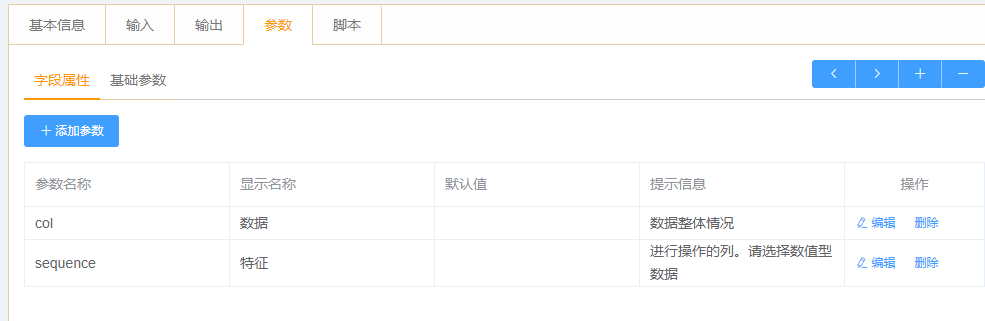 基本信息 输入 输出 参数 脚本
字段属性 基础参数
添加参数
参数名称 显示名称 默认值 提示信息 操作
col 数据 数据整体情况 编辑 删除
sequence 特征 进行操作的列。请选择数值型 编辑 删除
数据